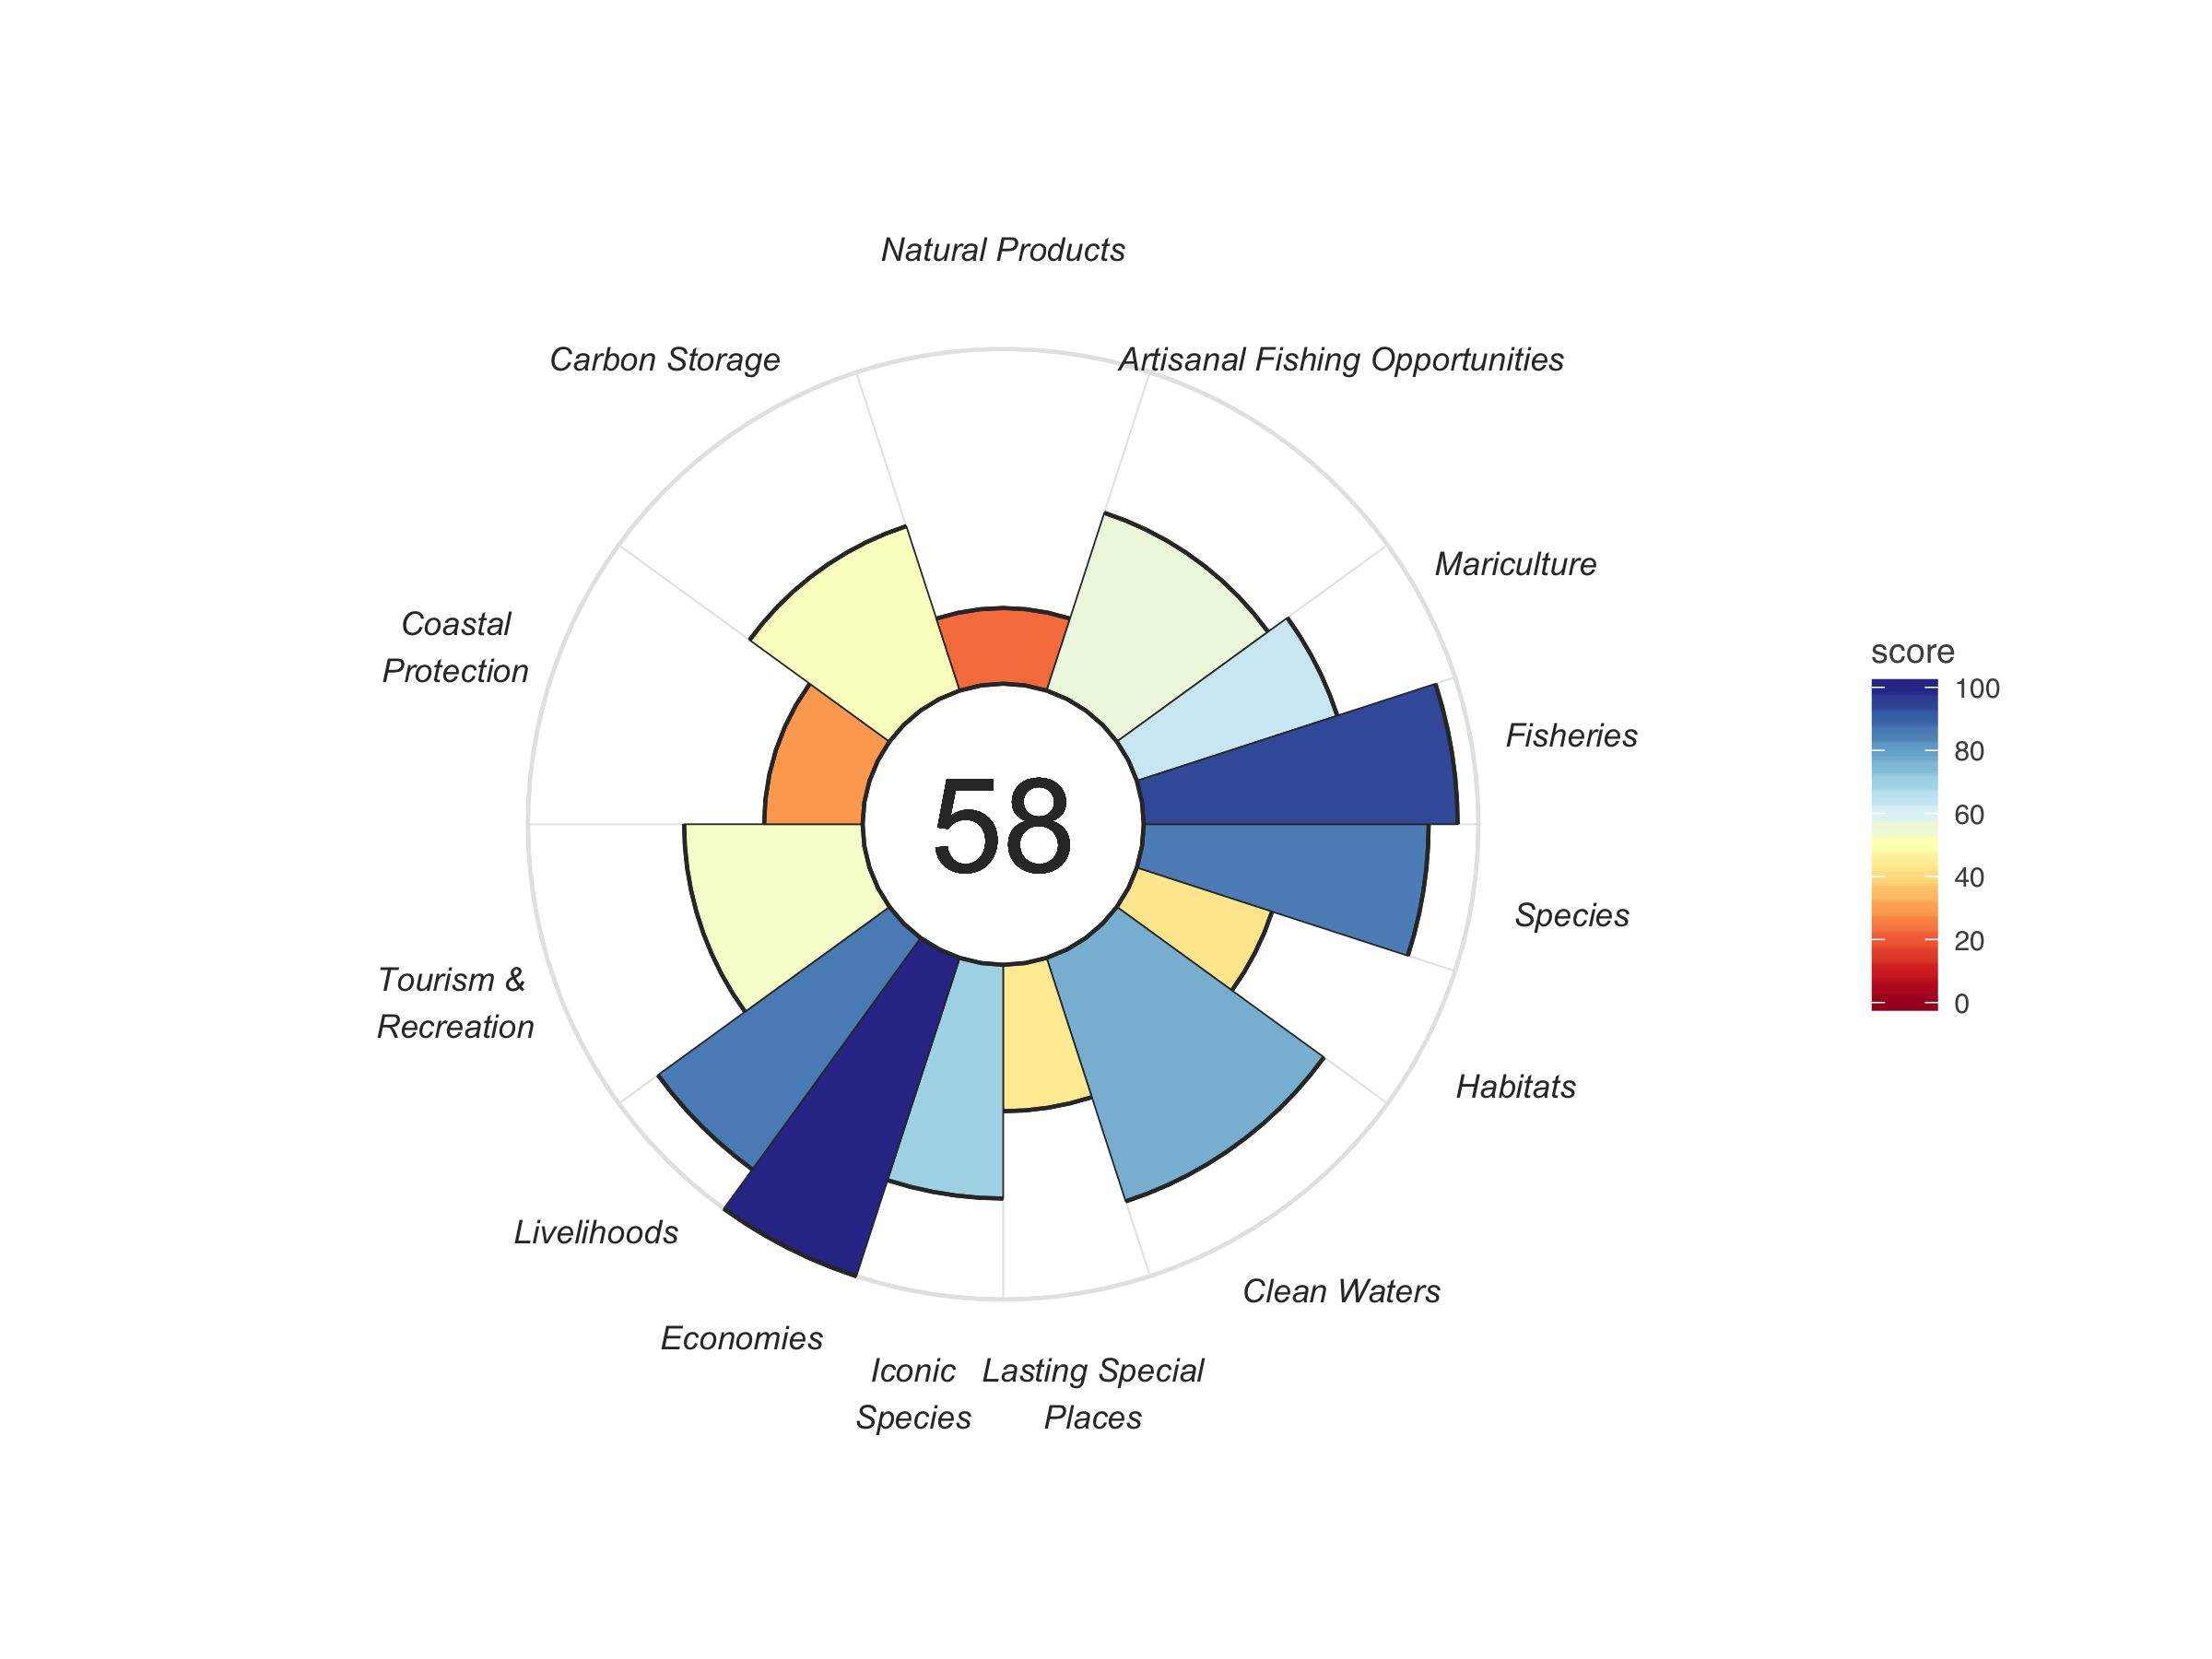 Natural Products
Carbon Storage
Artisanal Fishing Opportunities
Mariculture
Coastal
Protection
Fisheries
58
score
100
80
60
40
20
0
Species
Tourism &
Recreation
Habitats
Livelihoods
Clean Waters
Economies
Iconic
Species
Lasting Special
Places